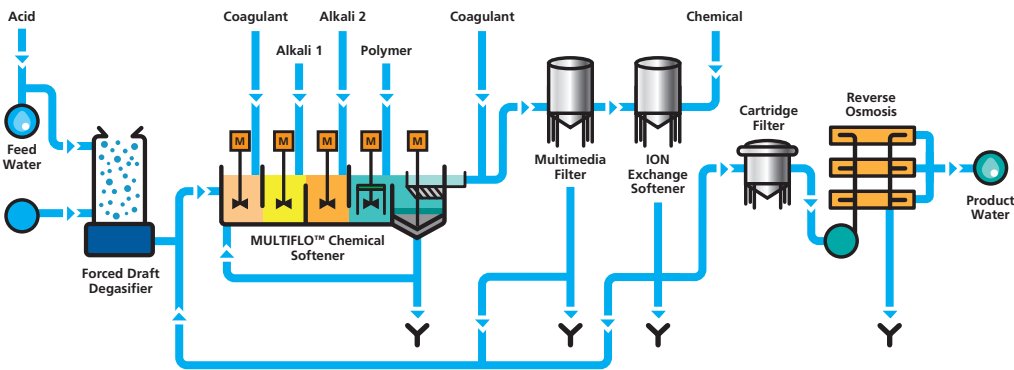 Acid
Coagulant
Alkali 2
Coagulant
Chemical
Alkali 1
Polymer
Feed
Water
M
M
M
M
M
Multimedia
Filter
ION
Exchange
Softener
Cartridge
Filter
Reverse
Osmosis
Product
Water
MULTIFLO™ Chemical
Softener
Forced Draft
Degasifier